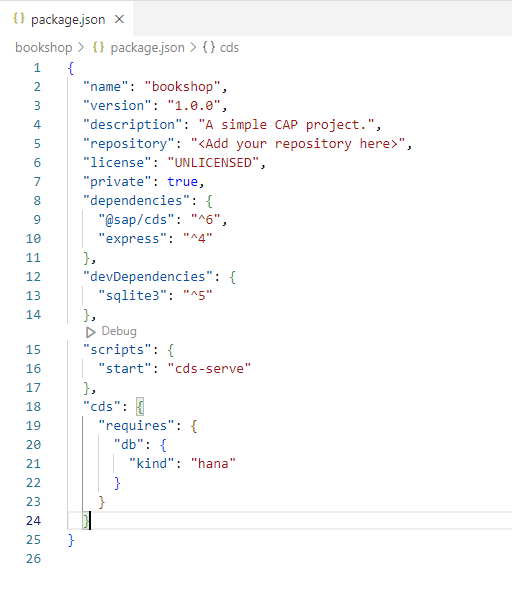 {} package.json ×
bookshop > {} package.json > {} cds
1 {
2 "name": "bookshop",
3 "version": "1.0.0",
4 "description": "A simple CAP project.",
5 "repository": "<Add your repository here>",
6 "license": "UNLICENSED",
7 "private": true,
8 "dependencies": {
9 "@sap/cds": "^6",
10 "express": "^4"
11 },
12 "devDependencies": {
13 "sqlite3": "^5"
14 },
Debug
15 "scripts": {
16 "start": "cds-serve"
17 },
18 "cds": {
19 "requires": {
20 "db": {
21 "kind": "hana"
22 }
23 }
24 }
25 }
26